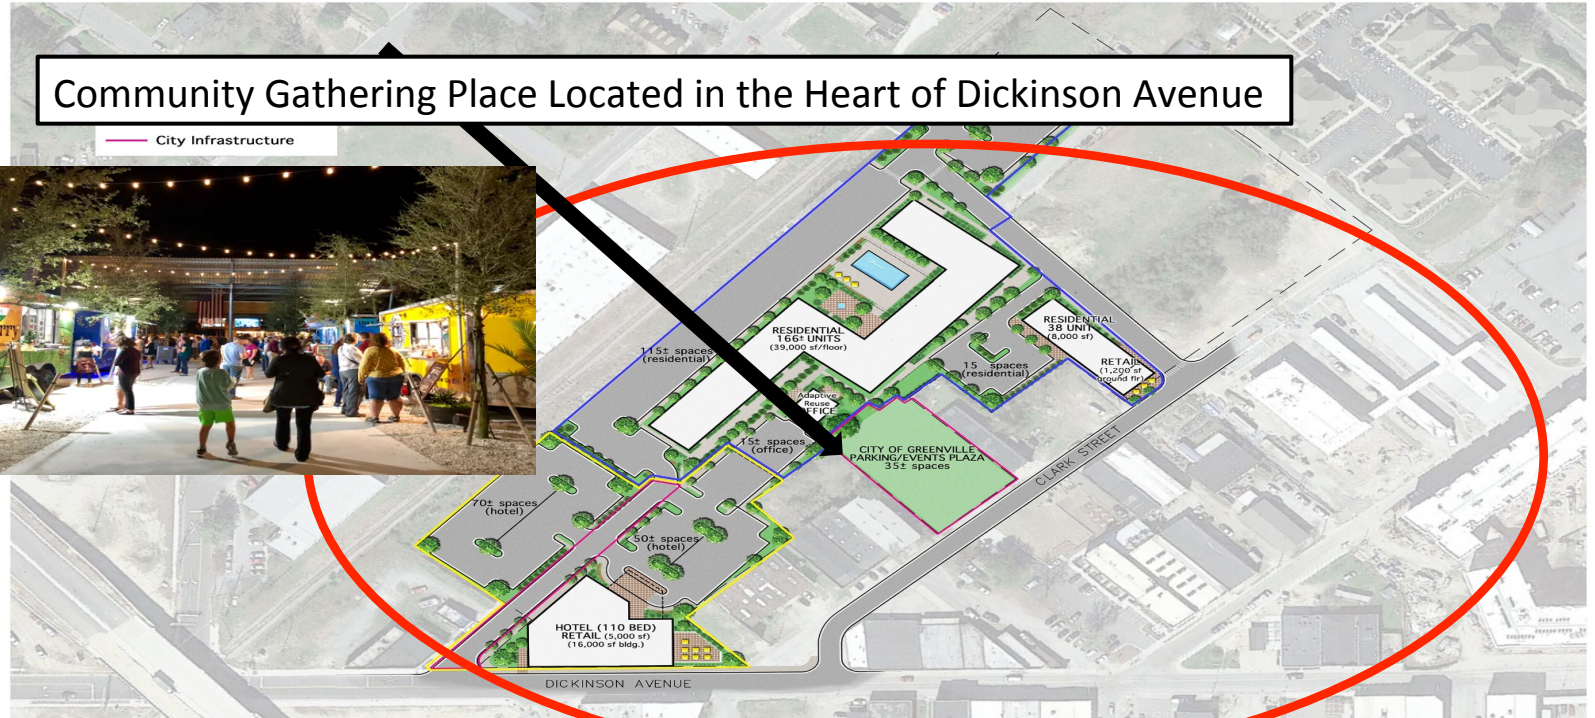 Community Gathering Place Located in the Heart of Dickinson Avenue
City Infrastructure
RESIDENTIAL
166± UNITS
(39,000 sf/floor)
115± spaces
(residential)
RESIDENTIAL
38 UNIT
(8,000 sf)
RETAIL
(1,200 sf
ground flr)
15 spaces
(residential)
Adaptive
Reuse
OFFICE
15± spaces
(office)
CITY OF GREENVILLE
PARKING/EVENTS PLAZA
35± spaces
CLARK STREET
70± spaces
(hotel)
50± spaces
(hotel)
HOTEL (110 BED)
RETAIL (5,000 sf)
(16,000 sf bldg.)
DICKINSON AVENUE